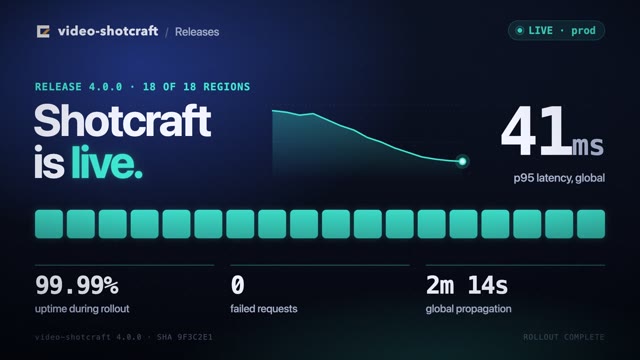 video-shotcraft / Releases
LIVE · prod
RELEASE 4.0.0 · 18 OF 18 REGIONS
Shotcraft
is live.
41ms
p95 latency, global
99.99%
uptime during rollout
0
failed requests
2m 14s
global propagation
video-shotcraft 4.0.0 · SHA 9F3C2E1
ROLLOUT COMPLETE